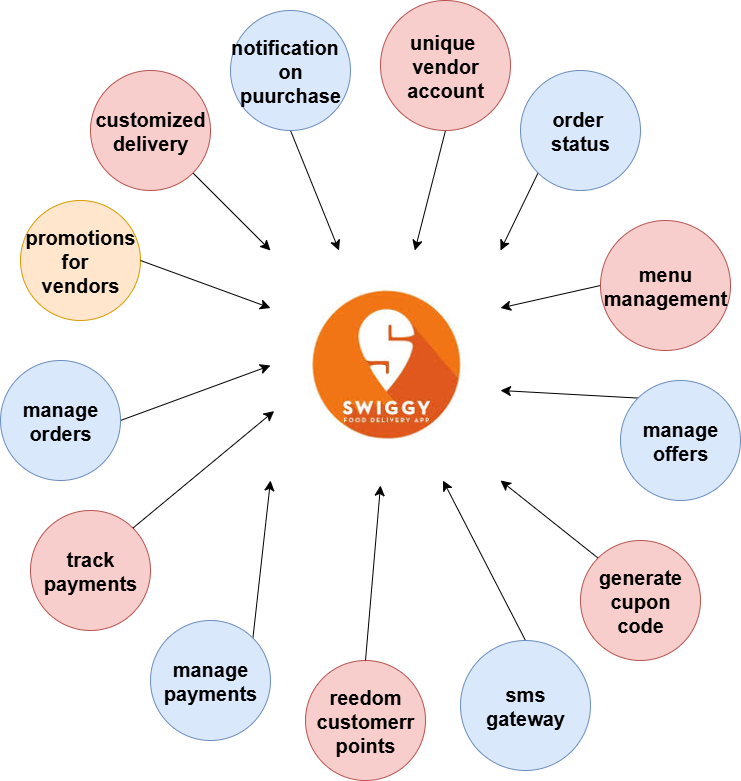 notification
on
puurchase
unique
vendor
account
customized
delivery
order
status
promotions
for
vendors
menu
management
SWIGGY
FOOD DELIVERY APP
manage
orders
manage
offers
track
payments
generate
cupon
code
manage
payments
reedom
customerr
points
sms
gateway